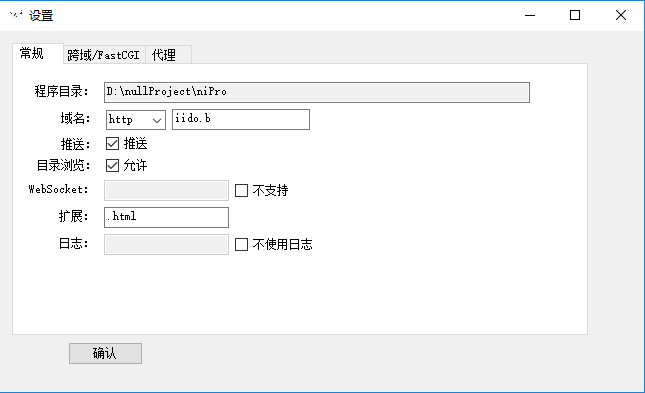 设置
常规 跨域/FastCGI 代理
程序目录: D:\nullProject\niPro
域名: http iido.b
推送: 推送
目录浏览: 允许
WebSocket: 不支持
扩展: .html
日志: 不使用日志
确认